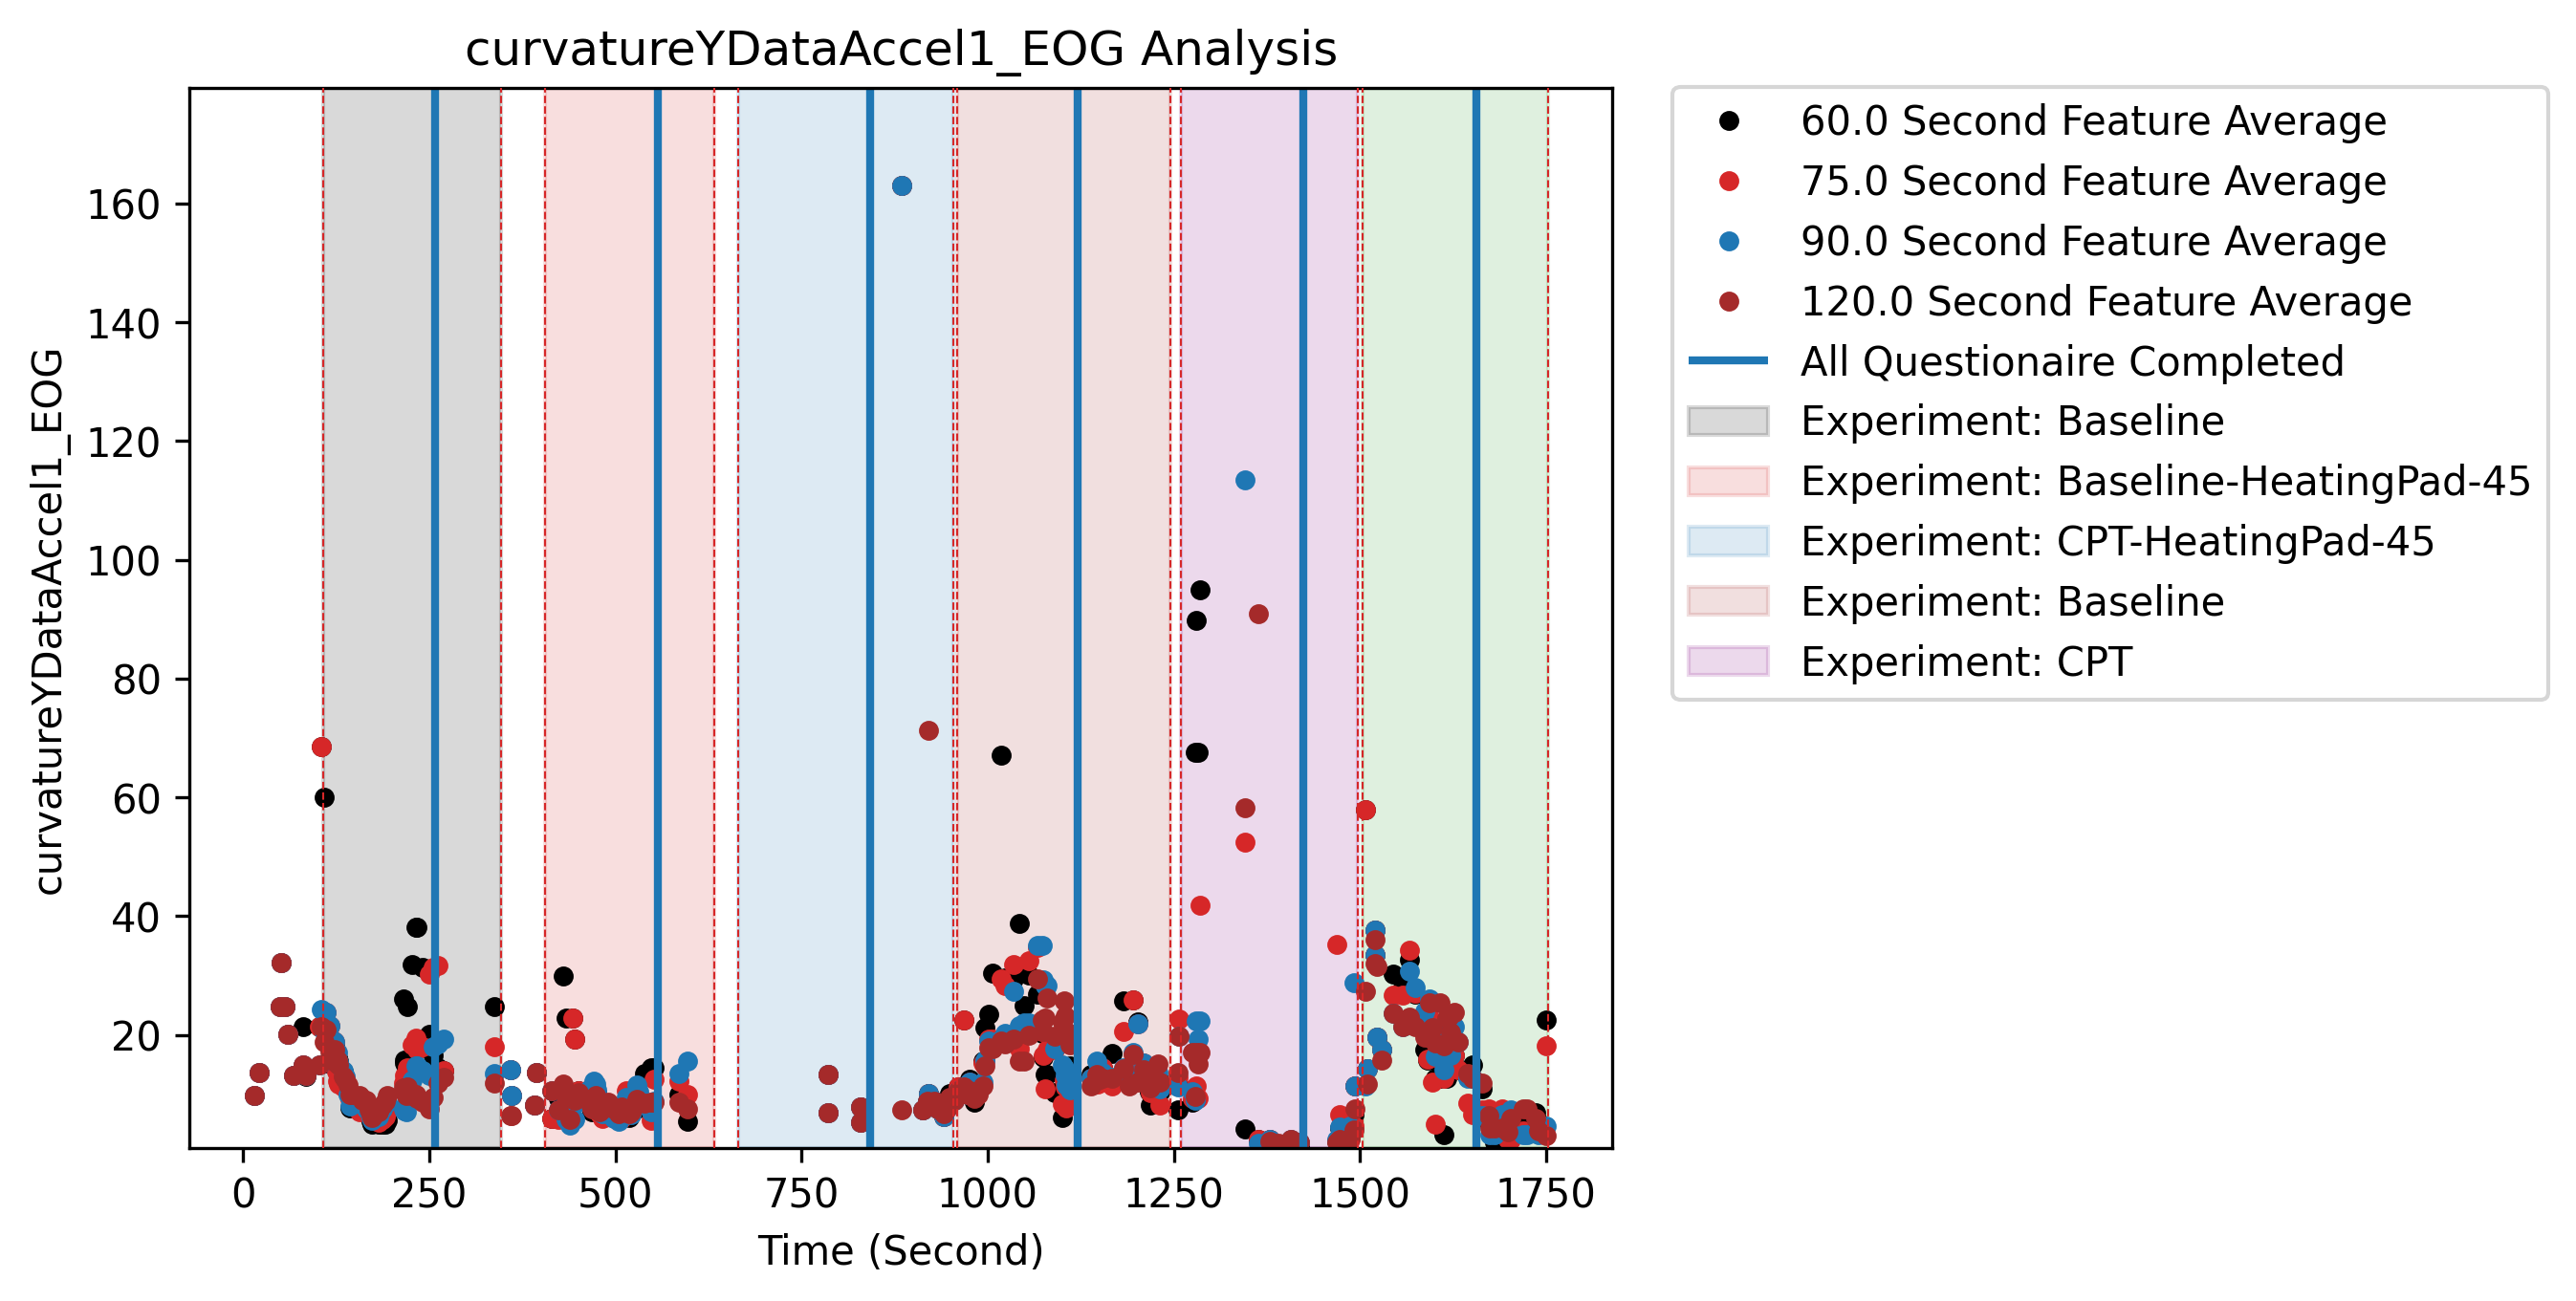 curvatureYDataAccel1_EOG Analysis
curvatureYDataAccel1_EOG
160
140
120
100
80
60
40
20
0 250 500 750 1000 1250 1500 1750
Time (Second)
60.0 Second Feature Average
75.0 Second Feature Average
90.0 Second Feature Average
120.0 Second Feature Average
All Questionaire Completed
Experiment: Baseline
Experiment: Baseline-HeatingPad-45
Experiment: CPT-HeatingPad-45
Experiment: Baseline
Experiment: CPT